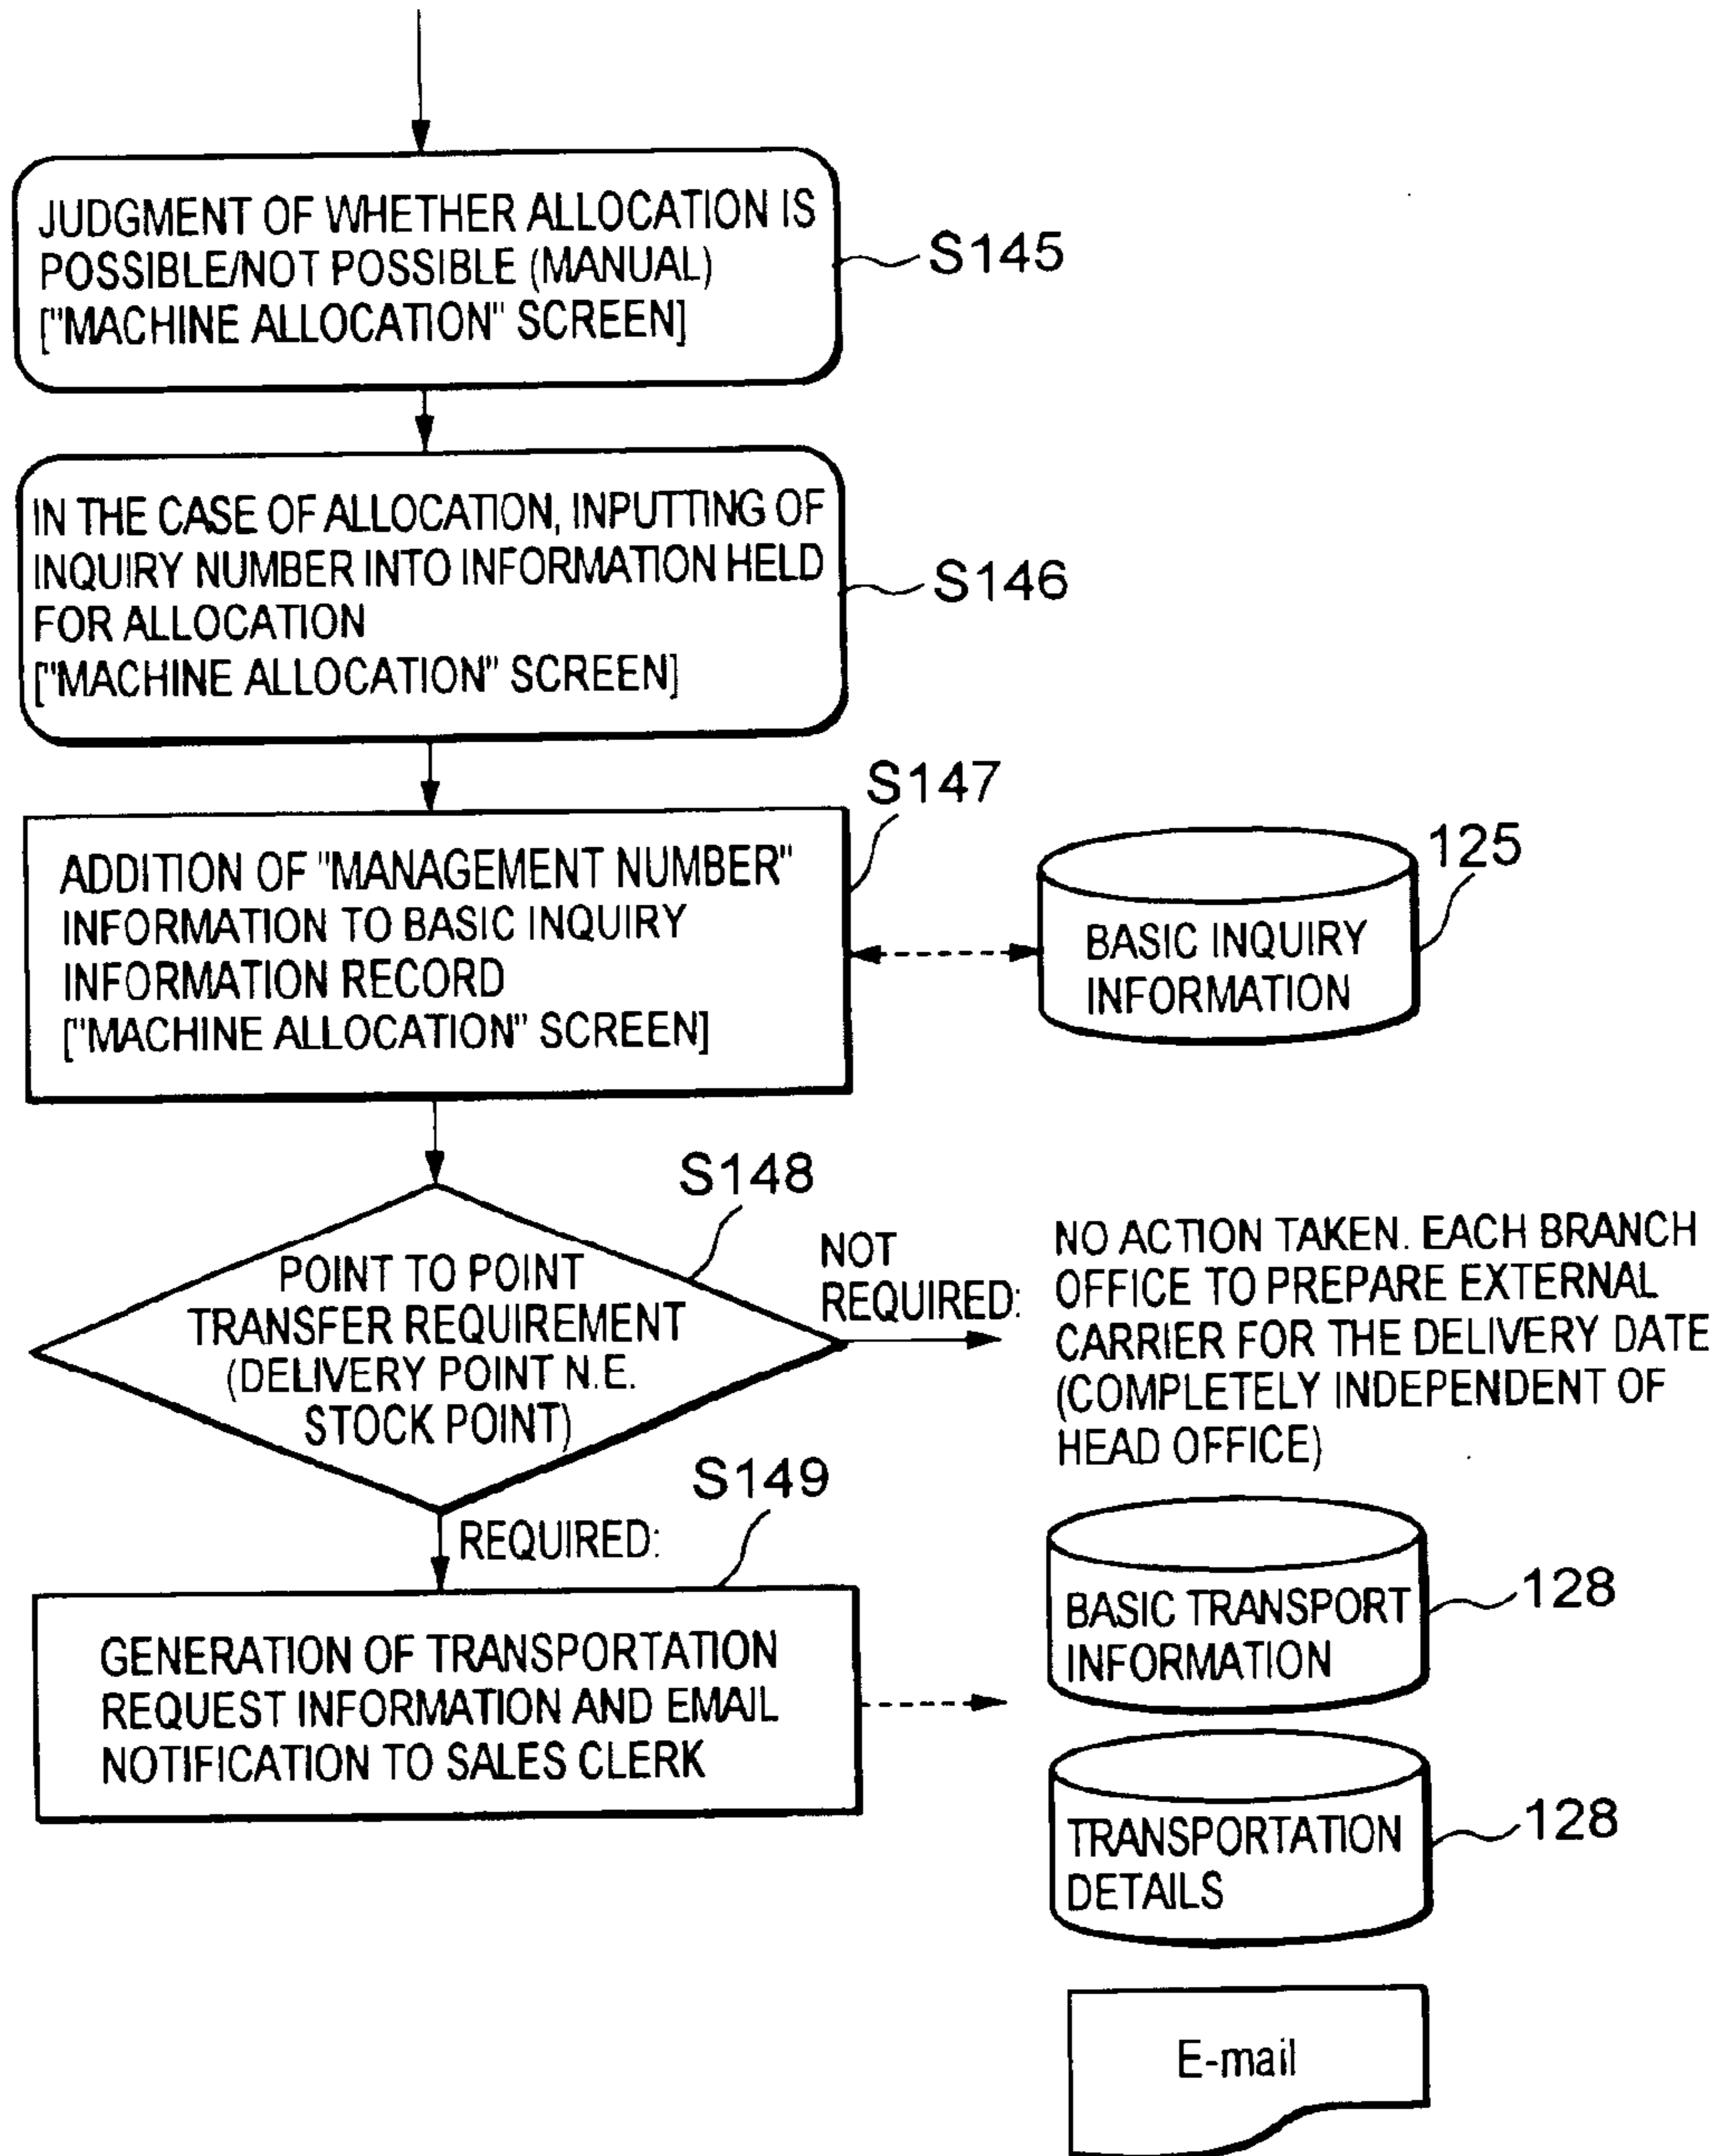 JUDGMENT OF WHETHER ALLOCATION IS
POSSIBLE/NOT POSSIBLE (MANUAL)
["MACHINE ALLOCATION" SCREEN]
S145
IN THE CASE OF ALLOCATION, INPUTTING OF
INQUIRY NUMBER INTO INFORMATION HELD
FOR ALLOCATION
["MACHINE ALLOCATION" SCREEN]
S146
S147
ADDITION OF "MANAGEMENT NUMBER"
INFORMATION TO BASIC INQUIRY
INFORMATION RECORD
["MACHINE ALLOCATION" SCREEN]
125
BASIC INQUIRY
INFORMATION
S148
POINT TO POINT
TRANSFER REQUIREMENT
(DELIVERY POINT N.E.
STOCK POINT)
NOT
REQUIRED:
NO ACTION TAKEN. EACH BRANCH
OFFICE TO PREPARE EXTERNAL
CARRIER FOR THE DELIVERY DATE
(COMPLETELY INDEPENDENT OF
HEAD OFFICE)
S149
REQUIRED:
GENERATION OF TRANSPORTATION
REQUEST INFORMATION AND EMAIL
NOTIFICATION TO SALES CLERK
BASIC TRANSPORT
INFORMATION
128
TRANSPORTATION
DETAILS
128
E-mail